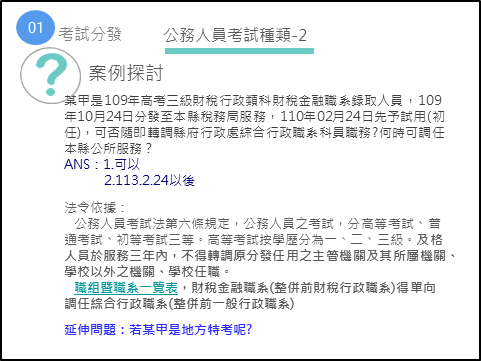 01 考試分發 公務人員考試種類-2
? 案例探討
某甲是109年高考三級財稅行政類科財稅金融職系錄取人員，109
年10月24日分發至本縣稅務局服務，110年02月24日先予試用(初
任)，可否隨即轉調縣府行政處綜合行政職系科員職務?何時可調任
本縣公所服務？
ANS：1.可以
2.113.2.24以後
法令依據：
公務人員考試法第六條規定，公務人員之考試，分高等考試、普
通考試、初等考試三等。高等考試按學歷分為一、二、三級。及格
人員於服務三年內，不得轉調原分發任用之主管機關及其所屬機關、
學校以外之機關、學校任職。
職組暨職系一覽表，財稅金融職系(整併前財稅行政職系)得單向
調任綜合行政職系(整併前一般行政職系)
延伸問題：若某甲是地方特考呢?